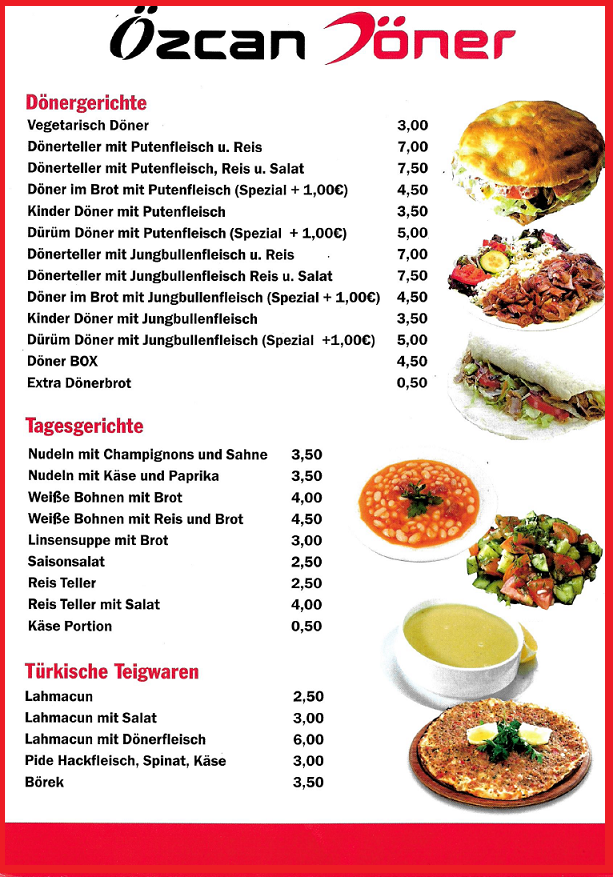 Özcan Döner
Dönergerichte
Vegetarisch Döner 3,00
Dönerteller mit Putenfleisch u. Reis 7,00
Dönerteller mit Putenfleisch, Reis u. Salat 7,50
Döner im Brot mit Putenfleisch (Spezial + 1,00€) 4,50
Kinder Döner mit Putenfleisch 3,50
Dürüm Döner mit Putenfleisch (Spezial + 1,00€) 5,00
Dönerteller mit Jungbullenfleisch u. Reis 7,00
Dönerteller mit Jungbullenfleisch Reis u. Salat 7,50
Döner im Brot mit Jungbullenfleisch (Spezial + 1,00€) 4,50
Kinder Döner mit Jungbullenfleisch 3,50
Dürüm Döner mit Jungbullenfleisch (Spezial +1,00€) 5,00
Döner BOX 4,50
Extra Dönerbrot 0,50
Tagesgerichte
Nudeln mit Champignons und Sahne 3,50
Nudeln mit Käse und Paprika 3,50
Weiße Bohnen mit Brot 4,00
Weiße Bohnen mit Reis und Brot 4,50
Linsensuppe mit Brot 3,00
Saisonsalat 2,50
Reis Teller 2,50
Reis Teller mit Salat 4,00
Käse Portion 0,50
Türkische Teigwaren
Lahmacun 2,50
Lahmacun mit Salat 3,00
Lahmacun mit Dönerfleisch 6,00
Pide Hackfleisch, Spinat, Käse 3,00
Börek 3,50